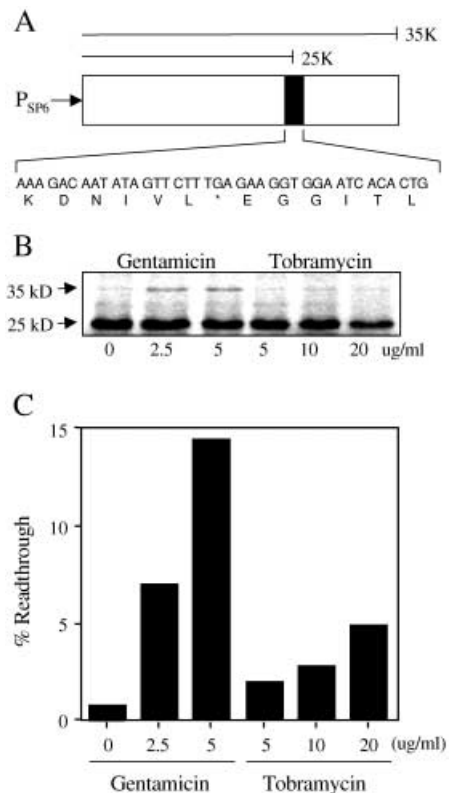 A
35K
25K
P SP6
AAA GAC AAT ATA GTT CTT TGA GAA GGT GGA ATC ACA CTG
K D N I V L * E G G I T L
B
Gentamicin Tobramycin
35 kD
25 kD
0 2.5 5 5 10 20 ug/ml
C
% Readthrough
15
10
5
0
0 2.5 5 5 10 20 (ug/ml)
Gentamicin Tobramycin